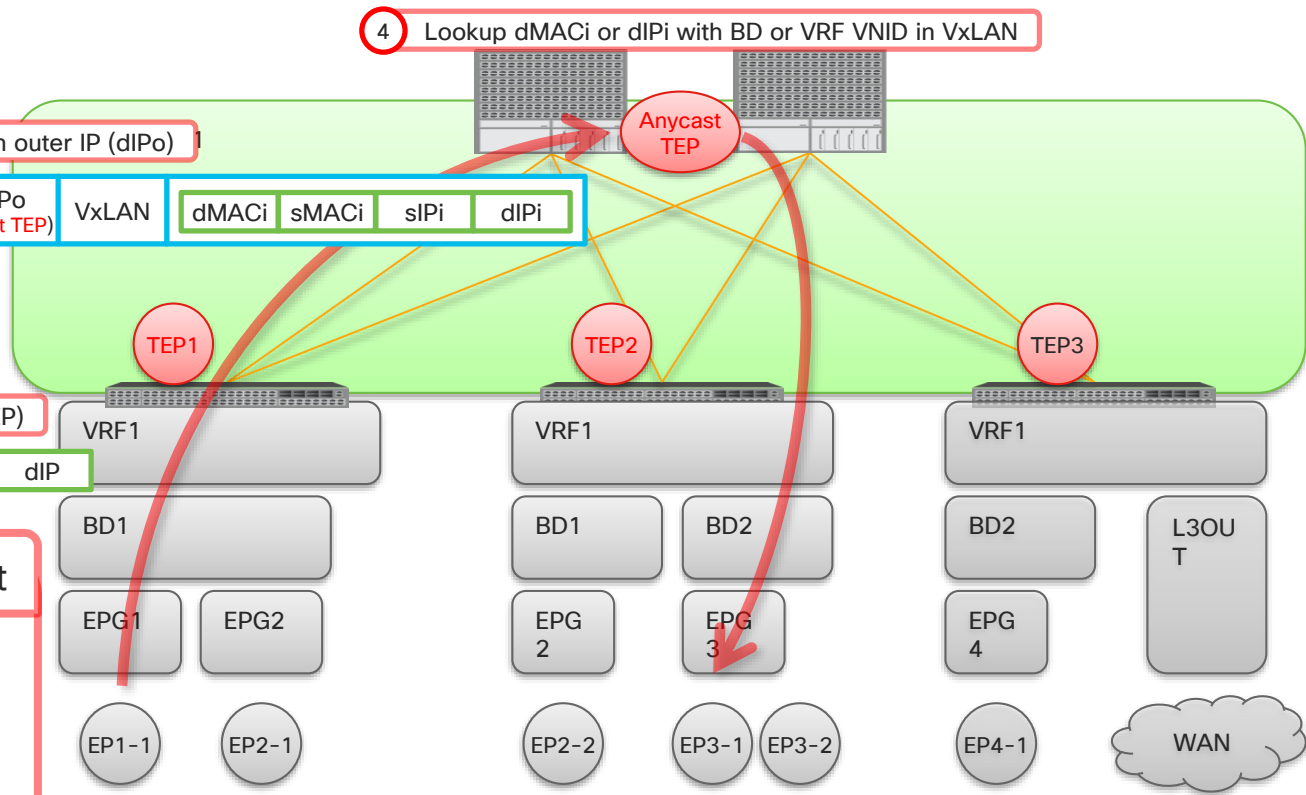 4 Lookup dMACi or dIPi with BD or VRF VNID in VxLAN
Anycast
TEP
outer IP (dIPo)
VxLAN
dMACi sMACi sIPi dIPi
TEP)
TEP1 TEP2 TEP3
VRF1 VRF1 VRF1
dIP
BD1 BD1 BD2 BD2 L3OU
T
EPG1 EPG2 EPG
2 EPG
3 EPG
4
EP1-1 EP2-1 EP2-2 EP3-1 EP3-2 EP4-1 WAN